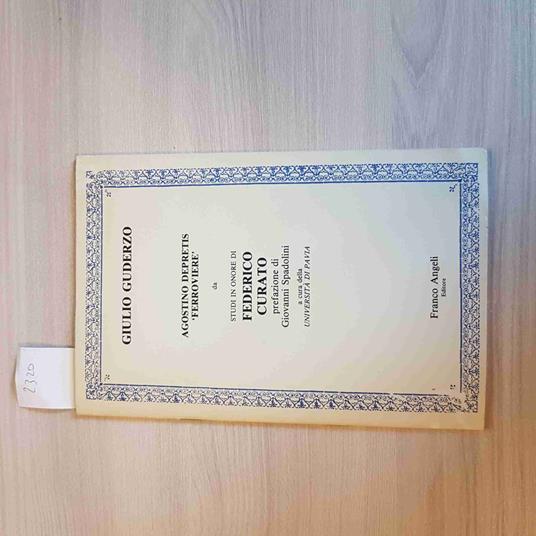 GIULIO GUDERZO
AGOSTINO DEPRETIS
'FERROVIERE'
da
STUDI IN ONORE DI
FEDERICO
CURATO
prefazione di
Giovanni Spadolini
a cura della
UNIVERSITÀ DI PAVIA
Franco Angeli
Editore
2320